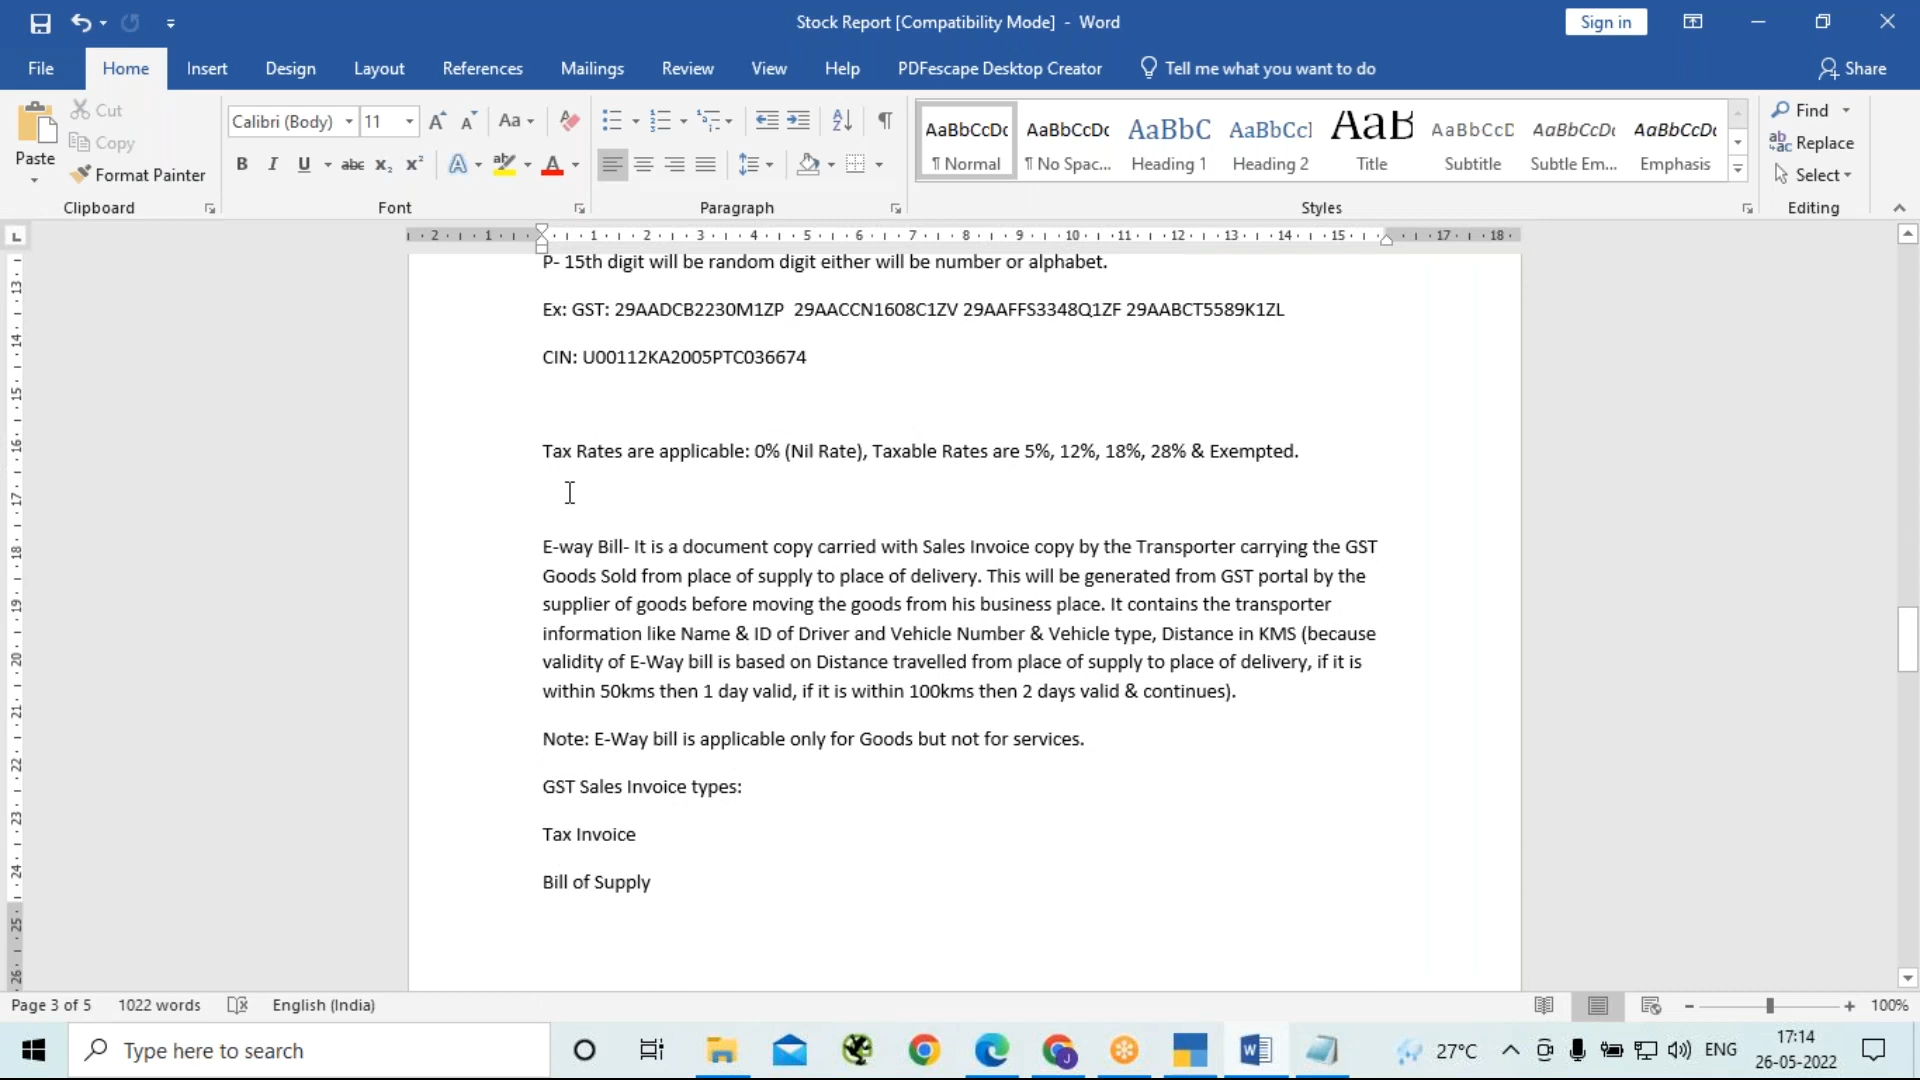 Stock Report [Compatibility Mode] - Word
Sign in
File Home Insert Design Layout References Mailings Review View Help PDFescape Desktop Creator Tell me what you want to do Share
Paste
Cut
Copy
Format Painter
Clipboard
Calibri (Body) 11
Font
Paragraph
AaBbCcDc AaBbCcDc AaBbC AaBbCcI AaB AaBbCcD AaBbCcDc AaBbCcDc
¶ Normal ¶ No Spac... Heading 1 Heading 2 Title Subtitle Subtle Em... Emphasis
Styles
Find
Replace
Select
Editing
P- 15th digit will be random digit either will be number or alphabet.
Ex: GST: 29AADCB2230M1ZP 29AACCN1608C1ZV 29AAFFS3348Q1ZF 29AABCT5589K1ZL
CIN: U00112KA2005PTC036674
Tax Rates are applicable: 0% (Nil Rate), Taxable Rates are 5%, 12%, 18%, 28% & Exempted.
E-way Bill- It is a document copy carried with Sales Invoice copy by the Transporter carrying the GST
Goods Sold from place of supply to place of delivery. This will be generated from GST portal by the
supplier of goods before moving the goods from his business place. It contains the transporter
information like Name & ID of Driver and Vehicle Number & Vehicle type, Distance in KMS (because
validity of E-Way bill is based on Distance travelled from place of supply to place of delivery, if it is
within 50kms then 1 day valid, if it is within 100kms then 2 days valid & continues).
Note: E-Way bill is applicable only for Goods but not for services.
GST Sales Invoice types:
Tax Invoice
Bill of Supply
Page 3 of 5 1022 words English (India) 100%
Type here to search
27°C ENG
17:14
26-05-2022